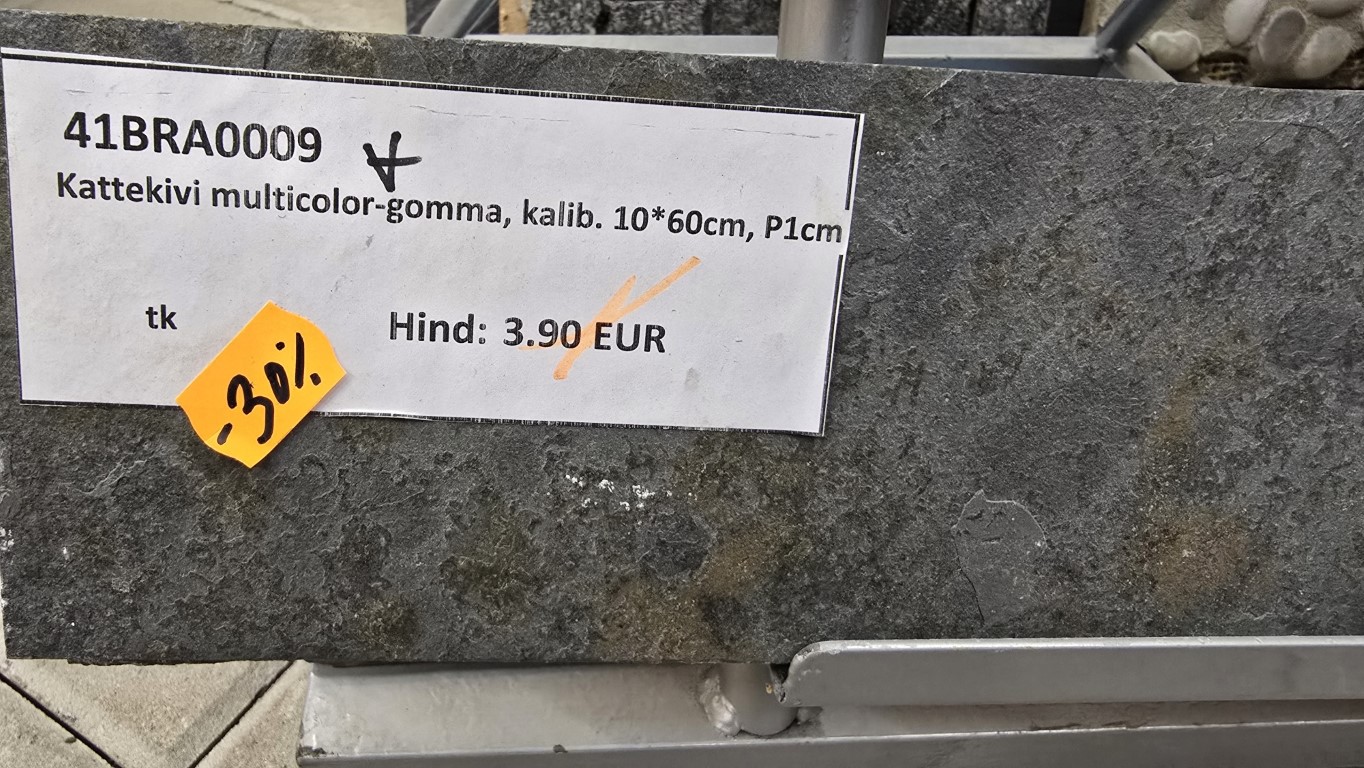 41BRA0009
Kattekivi multicolor-gomma, kalib. 10*60cm, P1cm
tk
Hind: 3.90 EUR
-30%